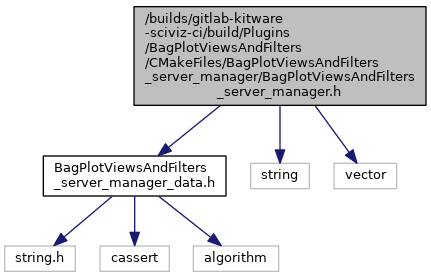 /builds/gitlab-kitware
-sciviz-ci/build/Plugins
/BagPlotViewsAndFilters
/CMakeFiles/BagPlotViewsAndFilters
_server_manager/BagPlotViewsAndFilters
_server_manager.h
BagPlotViewsAndFilters
_server_manager_data.h
string
vector
string.h
cassert
algorithm